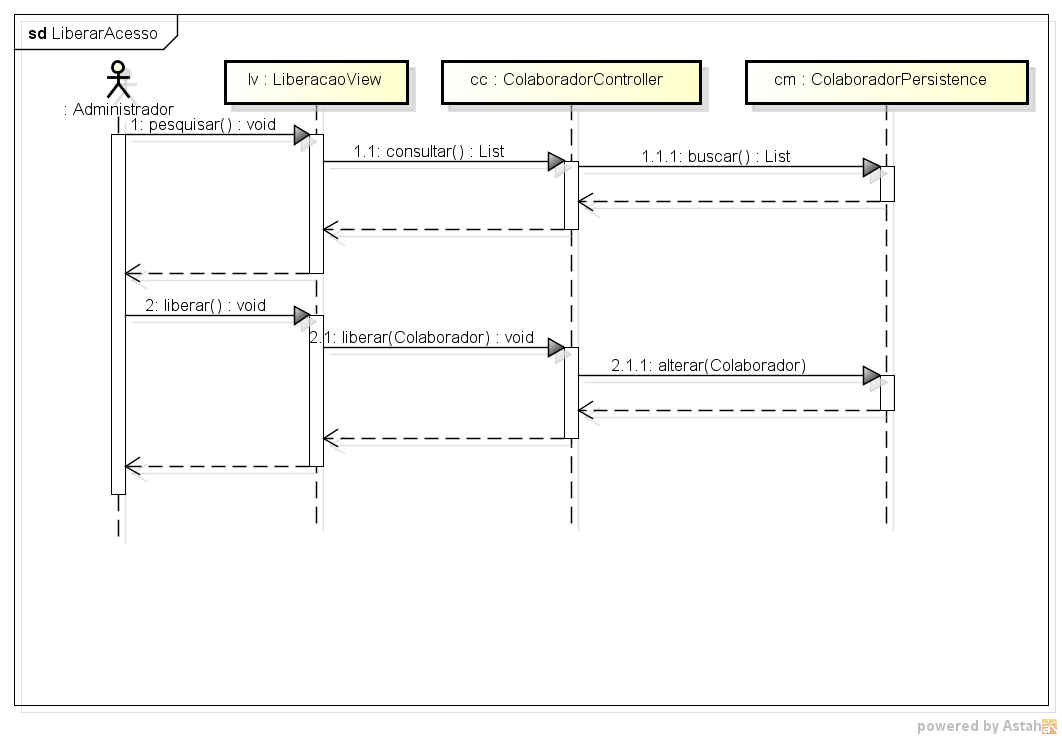 sd LiberarAcesso
: Administrador
lv : LiberacaoView
cc : ColaboradorController
cm : ColaboradorPersistence
1: pesquisar() : void
1.1: consultar() : List
1.1.1: buscar() : List
2: liberar() : void
2.1: liberar(Colaborador) : void
2.1.1: alterar(Colaborador)
powered by Astah